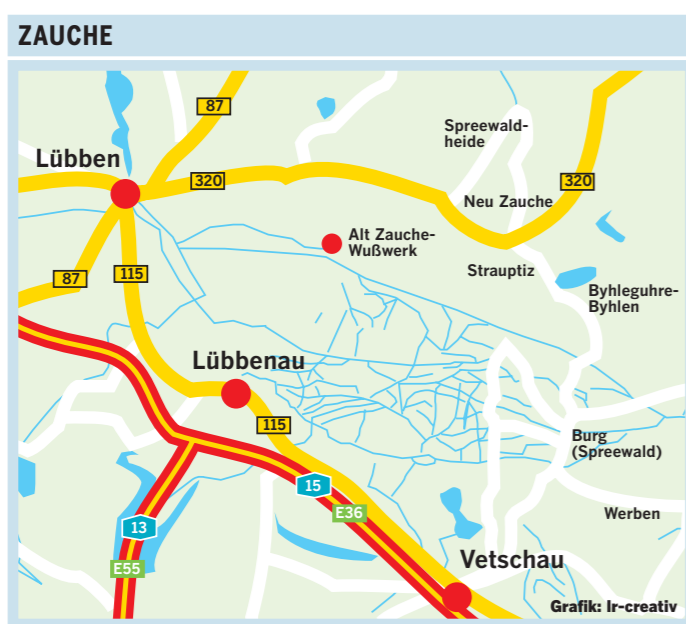 ZAUCHE
87
Spreewald-
heide
Lübben
320
320
Neu Zauche
Alt Zauche-
Wußwerk
Strauptiz
87
115
Byhleguhre-
Byhlen
Lübbenau
115
Burg
(Spreewald)
15
E36
Werben
13
Vetschau
E55
Grafik: lr-creativ